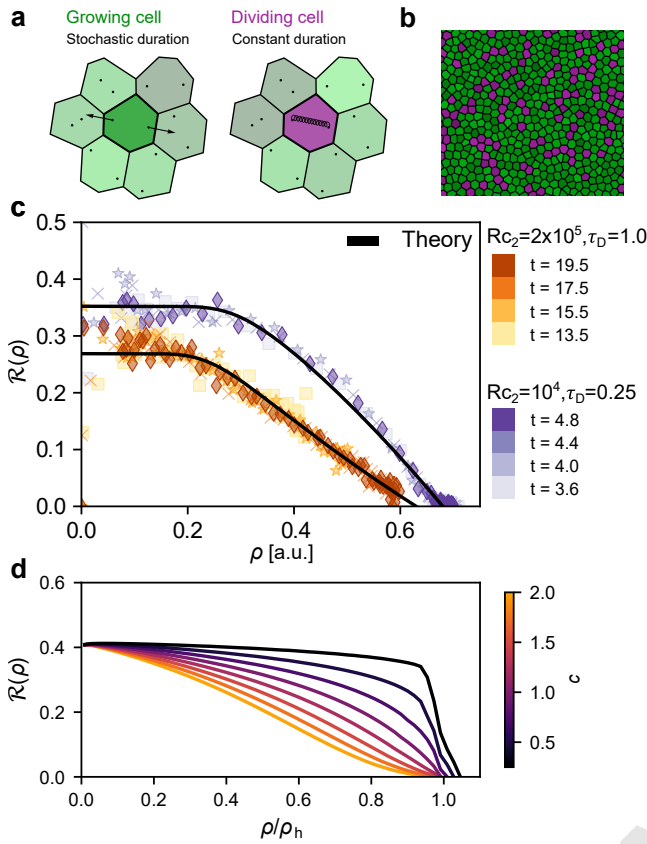 a
Growing cell
Stochastic duration
Dividing cell
Constant duration
b
c
0.5
0.4
0.3
0.2
0.1
0.0
R(ρ)
0.0 0.2 0.4 0.6
ρ [a.u.]
Theory
Rc₂=2x10⁵,τ_D=1.0
t = 19.5
t = 17.5
t = 15.5
t = 13.5
Rc₂=10⁴,τ_D=0.25
t = 4.8
t = 4.4
t = 4.0
t = 3.6
d
0.6
0.4
0.2
0.0
R(ρ)
0.0 0.2 0.4 0.6 0.8 1.0
ρ/ρ_h
2.0
1.5
1.0
0.5
c